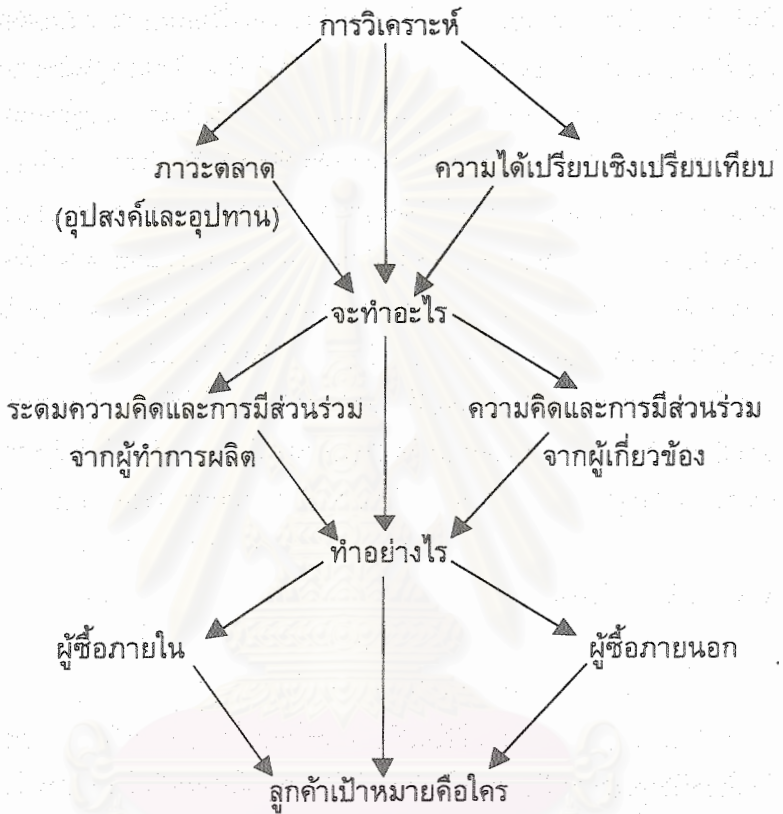 การวิเคราะห์
ภาวะตลาด
(อุปสงค์และอุปทาน)
ความได้เปรียบเชิงเปรียบเทียบ
จะทำอะไร
ระดมความคิดและการมีส่วนร่วม
จากผู้ทำการผลิต
ความคิดและการมีส่วนร่วม
จากผู้เกี่ยวข้อง
ทำอย่างไร
ผู้ซื้อภายใน
ผู้ซื้อภายนอก
ลูกค้าเป้าหมายคือใคร